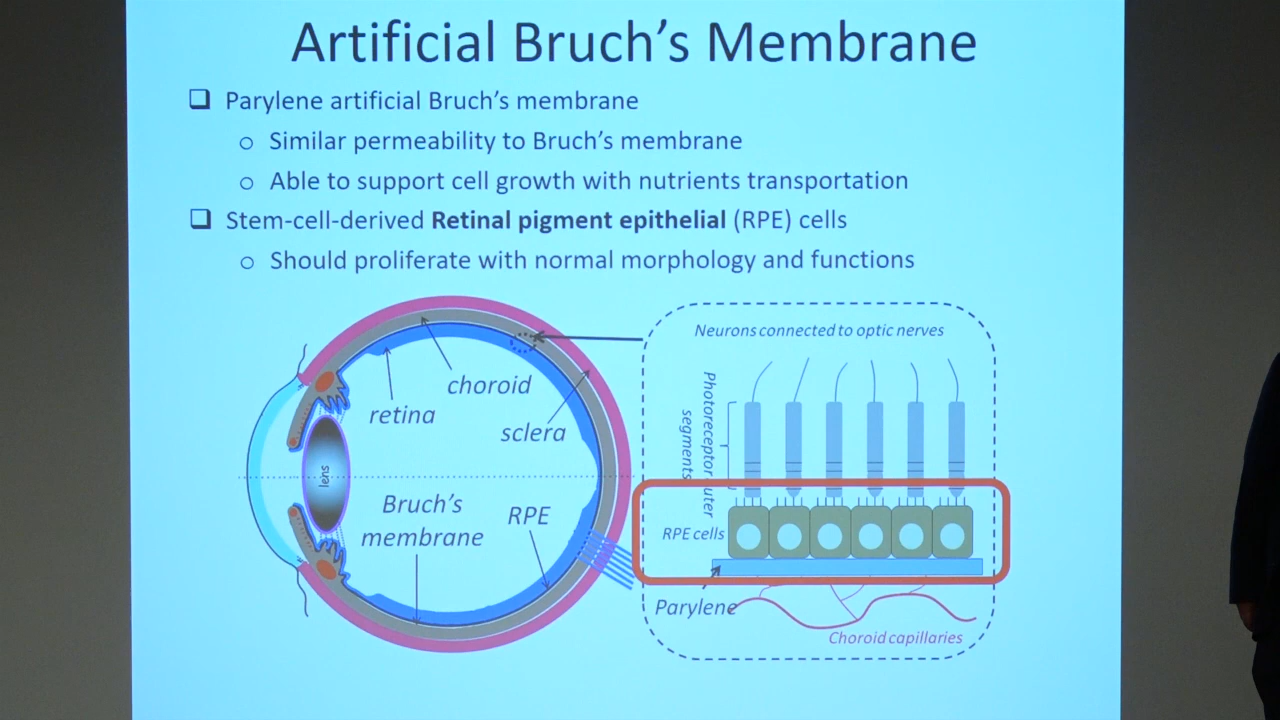 Artificial Bruch's Membrane
❑ Parylene artificial Bruch's membrane
o Similar permeability to Bruch's membrane
o Able to support cell growth with nutrients transportation
❑ Stem-cell-derived Retinal pigment epithelial (RPE) cells
o Should proliferate with normal morphology and functions
choroid
retina
sclera
lens
Bruch's
membrane
RPE
Neurons connected to optic nerves
Photoreceptor outer
segments
RPE cells
Parylene
Choroid capillaries